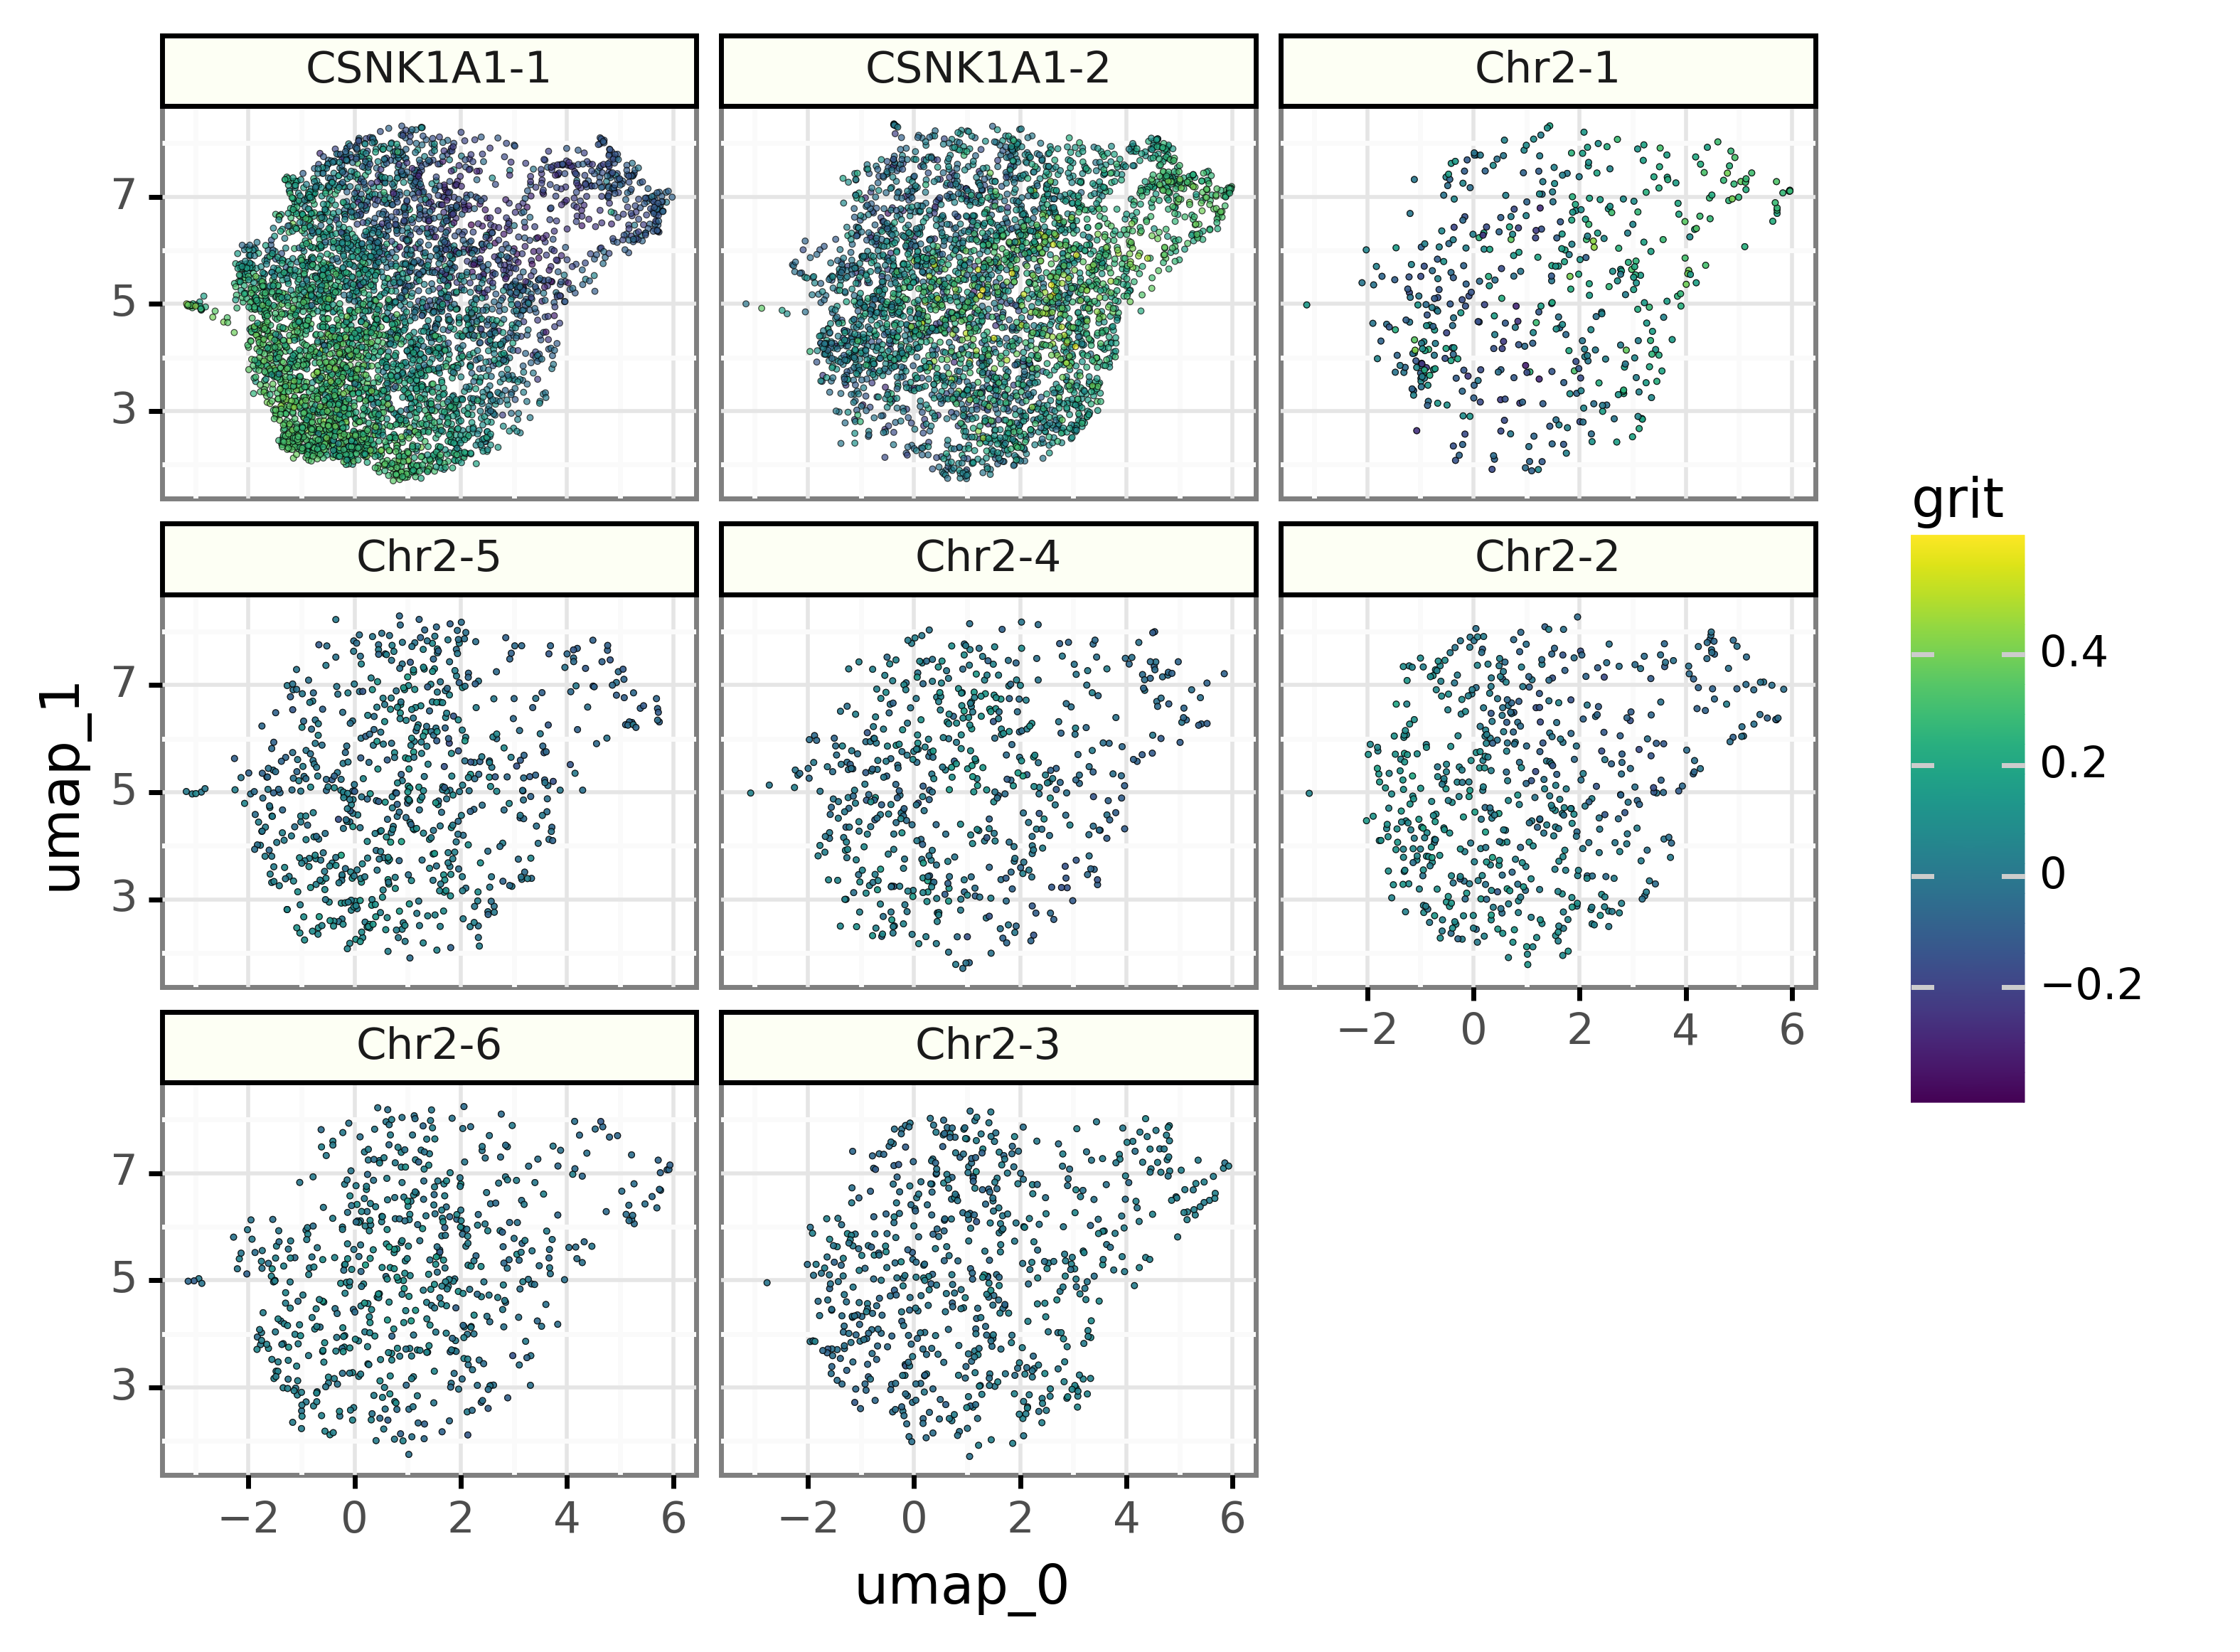 CSNK1A1-1 CSNK1A1-2 Chr2-1
7
5
3
Chr2-5 Chr2-4 Chr2-2
7
5
3
−2 0 2 4 6
Chr2-6 Chr2-3
7
5
3
−2 0 2 4 6 −2 0 2 4 6
umap_0
umap_1
grit
0.4
0.2
0
−0.2